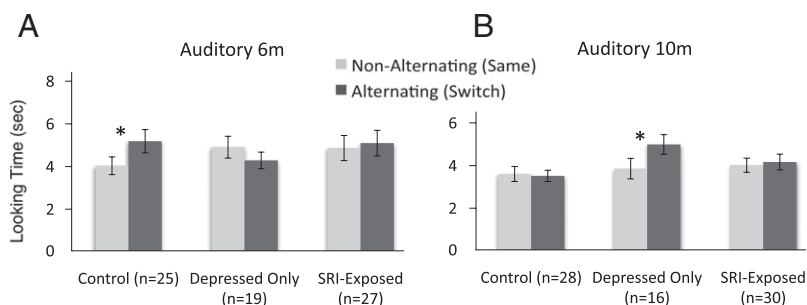 A
B
Auditory 6m
Auditory 10m
Non-Alternating (Same)
Alternating (Switch)
Looking Time (sec)
8
6
4
2
0
*
Control (n=25)
Depressed Only
(n=19)
SRI-Exposed
(n=27)
6
4
2
0
*
Control (n=28)
Depressed Only
(n=16)
SRI-Exposed
(n=30)